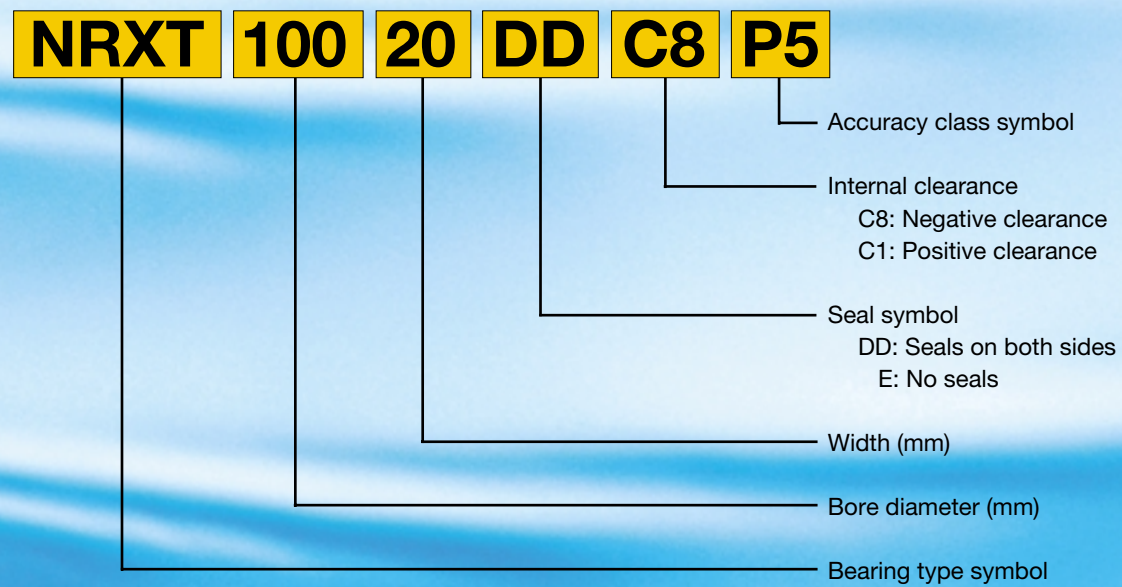 NRXT 100 20 DD C8 P5
Accuracy class symbol
Internal clearance
C8: Negative clearance
C1: Positive clearance
Seal symbol
DD: Seals on both sides
E: No seals
Width (mm)
Bore diameter (mm)
Bearing type symbol